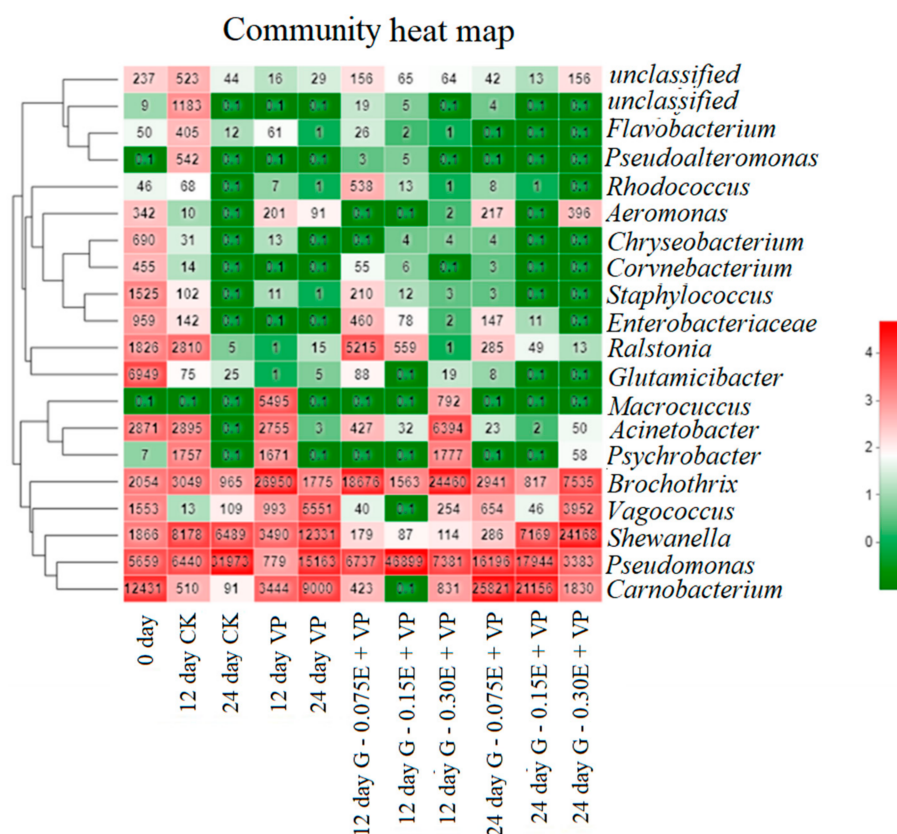 Community heat map
237 523 44 16 29 156 65 64 42 13 156 unclassified
9 1183 0.1 0.1 0.1 19 5 0.1 4 0.1 0.1 unclassified
50 405 12 61 1 26 2 1 0.1 0.1 0.1 Flavobacterium
0.1 542 0.1 0.1 0.1 3 5 0.1 0.1 0.1 0.1 Pseudoalteromonas
46 68 0.1 7 1 538 13 1 8 1 0.1 Rhodococcus
342 10 0.1 201 91 0.1 0.1 2 217 0.1 396 Aeromonas
690 31 0.1 13 0.1 0.1 4 4 4 0.1 0.1 Chryseobacterium
455 14 0.1 0.1 0.1 55 6 0.1 3 0.1 0.1 Corvnebacterium
1525 102 0.1 11 1 210 12 3 3 0.1 0.1 Staphylococcus
959 142 0.1 0.1 0.1 460 78 2 147 11 0.1 Enterobacteriaceae
1826 2810 5 1 15 5215 559 1 285 49 13 Ralstonia
6949 75 25 1 5 88 0.1 19 8 0.1 0.1 Glutamicibacter
0.1 0.1 0.1 5495 0.1 0.1 0.1 792 0.1 0.1 0.1 Macrocuccus
2871 2895 0.1 2755 3 427 32 6394 23 2 50 Acinetobacter
7 1757 0.1 1671 0.1 0.1 0.1 1777 0.1 0.1 58 Psychrobacter
2054 3049 965 26950 1775 18676 1563 24460 2941 817 7535 Brochothrix
1553 13 109 993 5551 40 0.1 254 654 46 3952 Vagococcus
1866 8178 6489 3490 12331 179 87 114 286 7169 24168 Shewanella
5659 6440 31973 779 15163 6737 46899 7381 16196 17944 3383 Pseudomonas
12431 510 91 3444 9000 423 0.1 831 25821 21156 1830 Carnobacterium
4
3
2
1
0
0 day
12 day CK
24 day CK
12 day VP
24 day VP
12 day G - 0.075E + VP
12 day G - 0.15E + VP
12 day G - 0.30E + VP
24 day G - 0.075E + VP
24 day G - 0.15E + VP
24 day G - 0.30E + VP